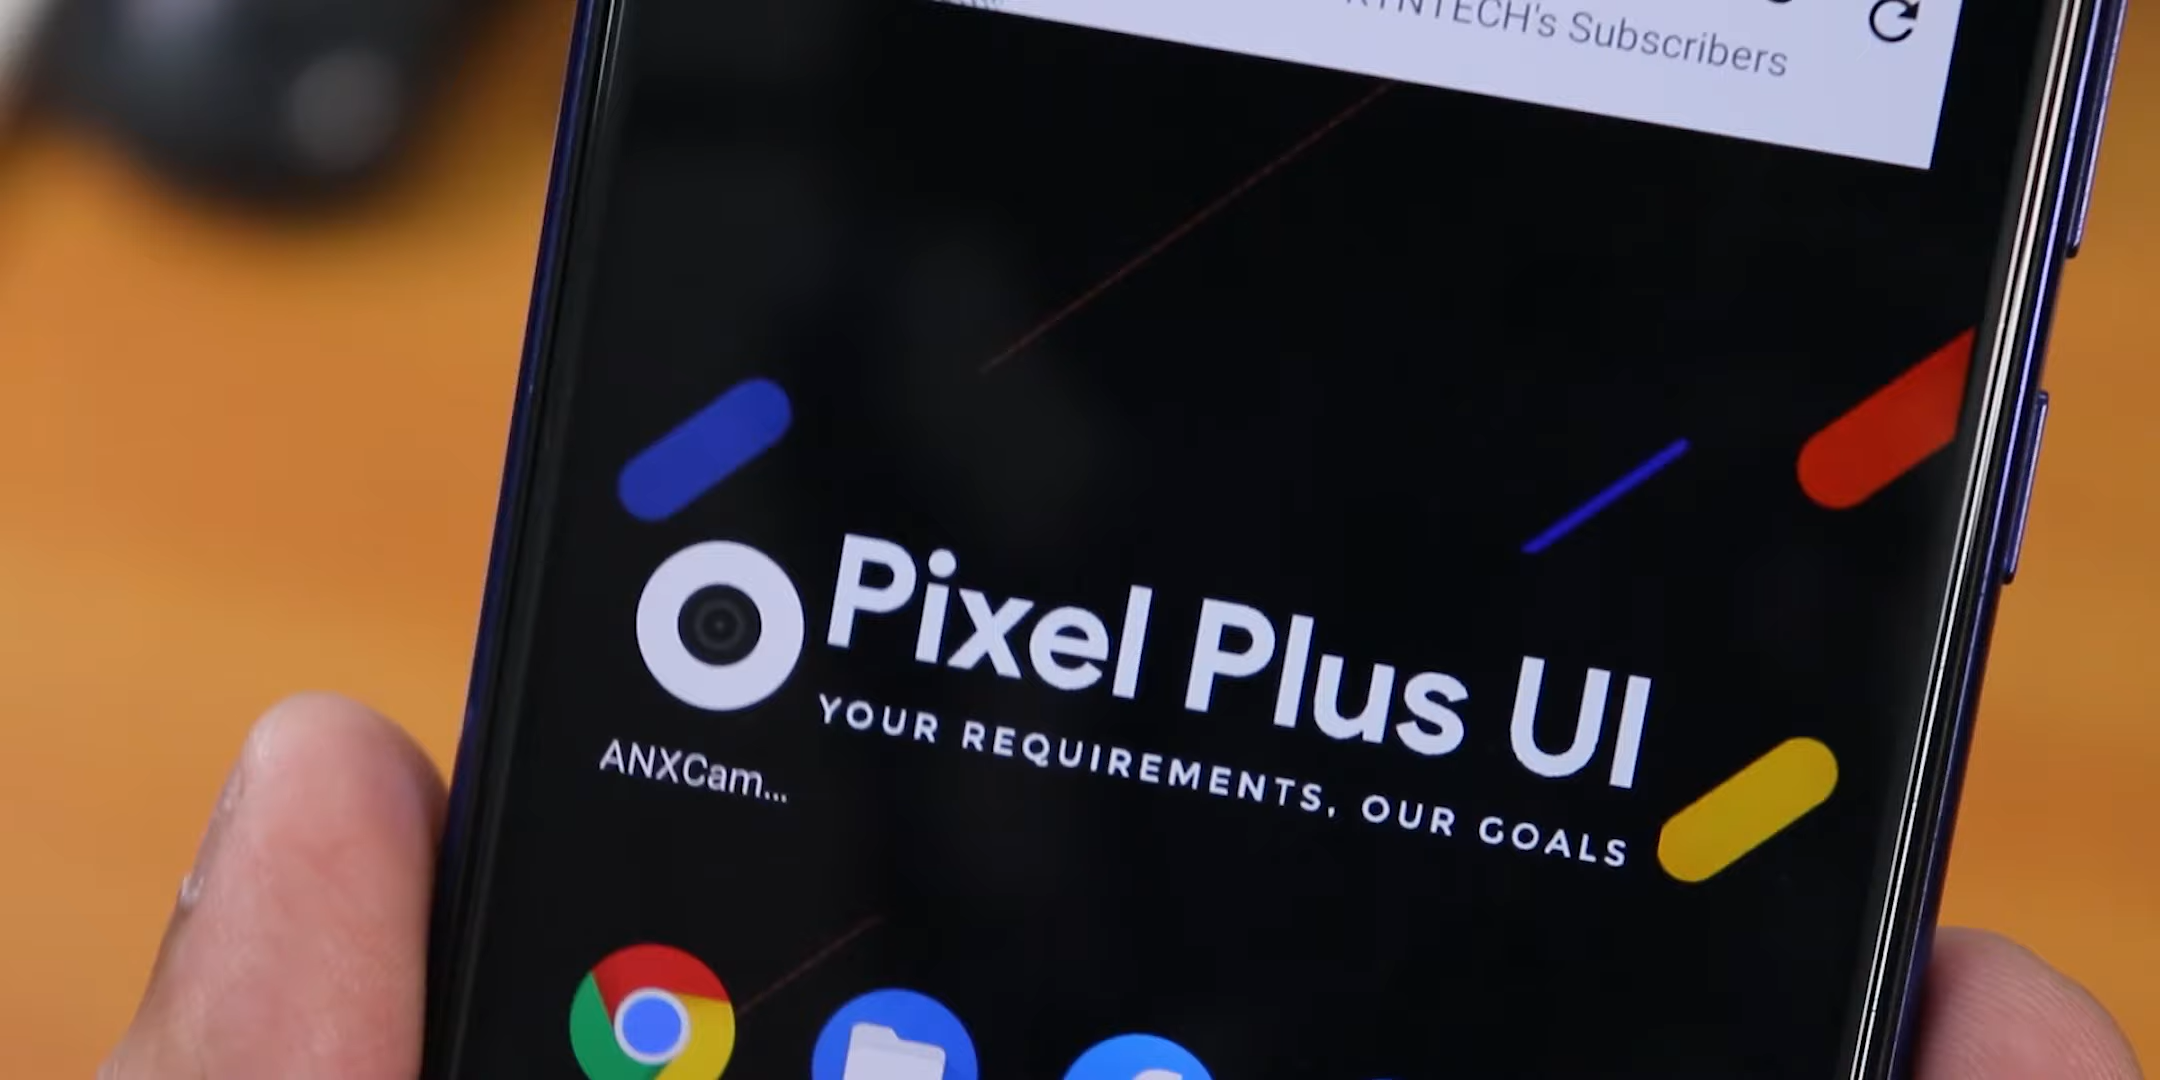 Subscribers
Pixel Plus UI
YOUR REQUIREMENTS, OUR GOALS
ANXCam...